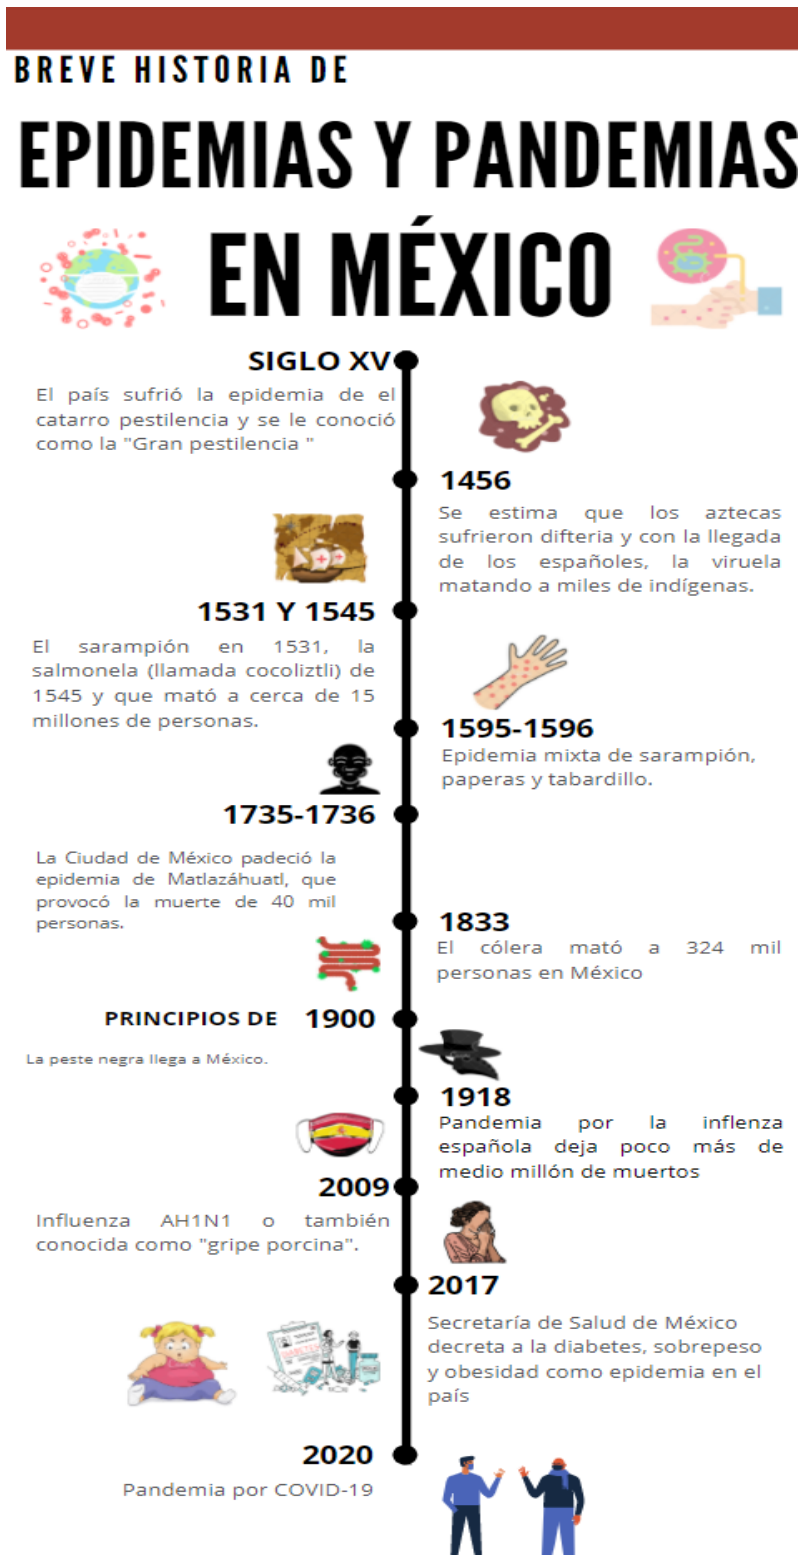 BREVE HISTORIA DE
EPIDEMIAS Y PANDEMIAS
EN MÉXICO
SIGLO XV
El país sufrió la epidemia de el
catarro pestilencia y se le conoció
como la "Gran pestilencia "
1456
Se estima que los aztecas
sufrieron difteria y con la llegada
de los españoles, la viruela
matando a miles de indígenas.
1531 Y 1545
El sarampión en 1531, la
salmonela (llamada cocoliztli) de
1545 y que mató a cerca de 15
millones de personas.
1595-1596
Epidemia mixta de sarampión,
paperas y tabardillo.
1735-1736
La Ciudad de México padeció la
epidemia de Matlazáhuatl, que
provocó la muerte de 40 mil
personas.
1833
El cólera mató a 324 mil
personas en México
PRINCIPIOS DE 1900
La peste negra llega a México.
1918
Pandemia por la inflenza
española deja poco más de
medio millón de muertos
2009
Influenza AH1N1 o también
conocida como "gripe porcina".
2017
Secretaría de Salud de México
decreta a la diabetes, sobrepeso
y obesidad como epidemia en el
país
DIABETES
2020
Pandemia por COVID-19